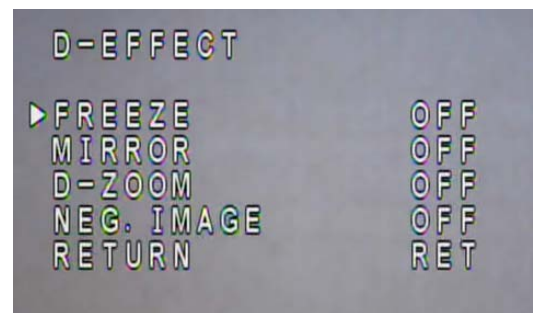 D-EFFECT
FREEZE OFF
MIRROR OFF
D-ZOOM OFF
NEG. IMAGE OFF
RETURN RET